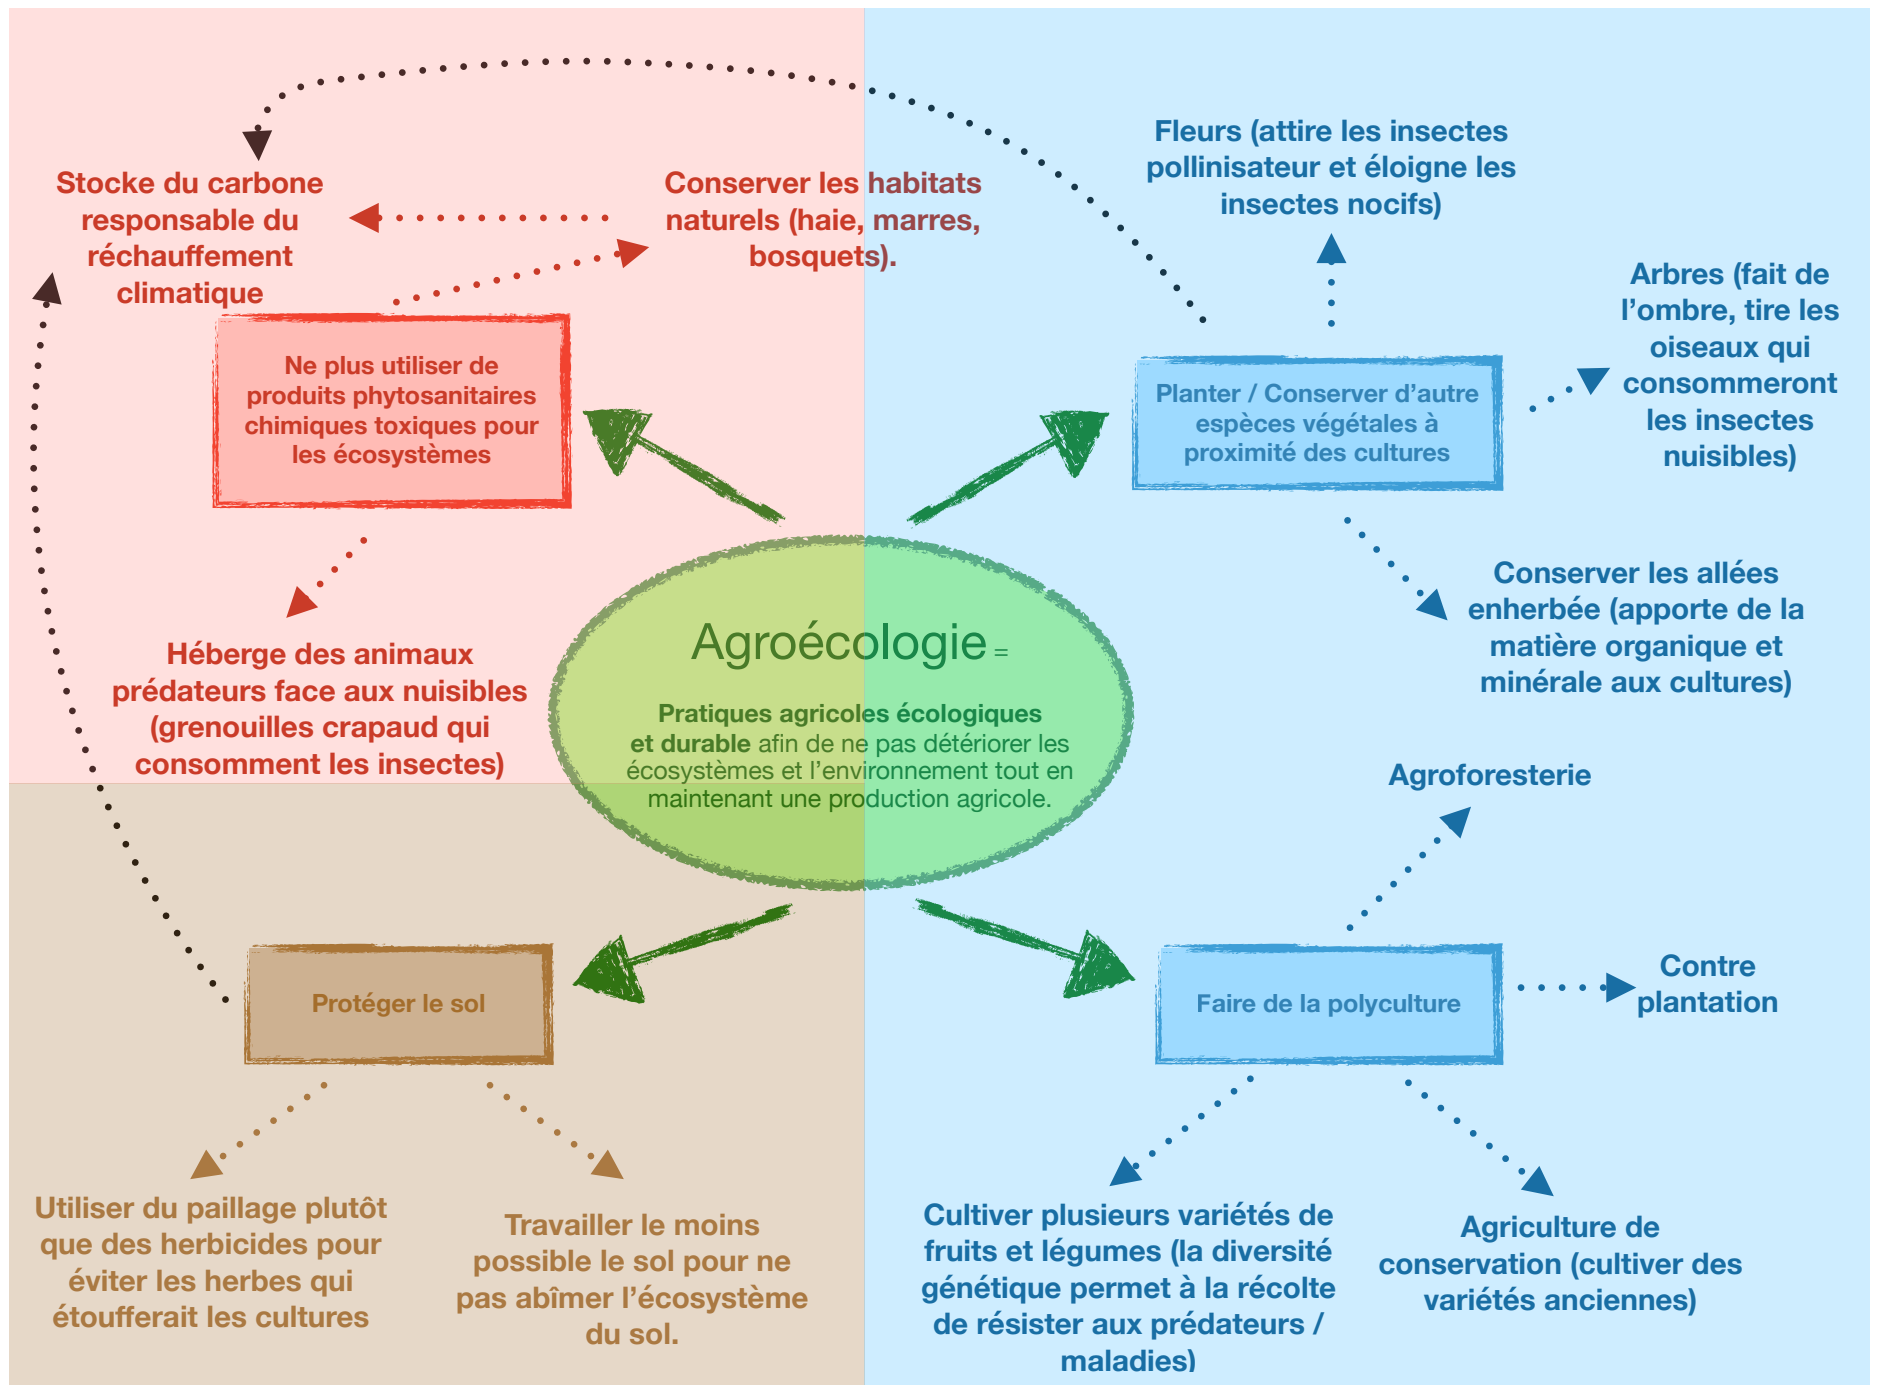 Stocke du carbone
responsable du
réchauffement
climatique
Conserver les habitats
naturels (haie, marres,
bosquets).
Ne plus utiliser de
produits phytosanitaires
chimiques toxiques pour
les écosystèmes
Héberge des animaux
prédateurs face aux nuisibles
(grenouilles crapaud qui
consomment les insectes)
Fleurs (attire les insectes
pollinisateur et éloigne les
insectes nocifs)
Arbres (fait de
l’ombre, tire les
oiseaux qui
consommeront
les insectes
nuisibles)
Planter / Conserver d’autre
espèces végétales à
proximité des cultures
Conserver les allées
enherbée (apporte de la
matière organique et
minérale aux cultures)
Agroécologie =
Pratiques agricoles écologiques
et durable afin de ne pas détériorer les
écosystèmes et l’environnement tout en
maintenant une production agricole.
Agroforesterie
Contre
plantation
Faire de la polyculture
Cultiver plusieurs variétés de
fruits et légumes (la diversité
génétique permet à la récolte
de résister aux prédateurs /
maladies)
Agriculture de
conservation (cultiver des
variétés anciennes)
Protéger le sol
Utiliser du paillage plutôt
que des herbicides pour
éviter les herbes qui
étoufferait les cultures
Travailler le moins
possible le sol pour ne
pas abîmer l’écosystème
du sol.